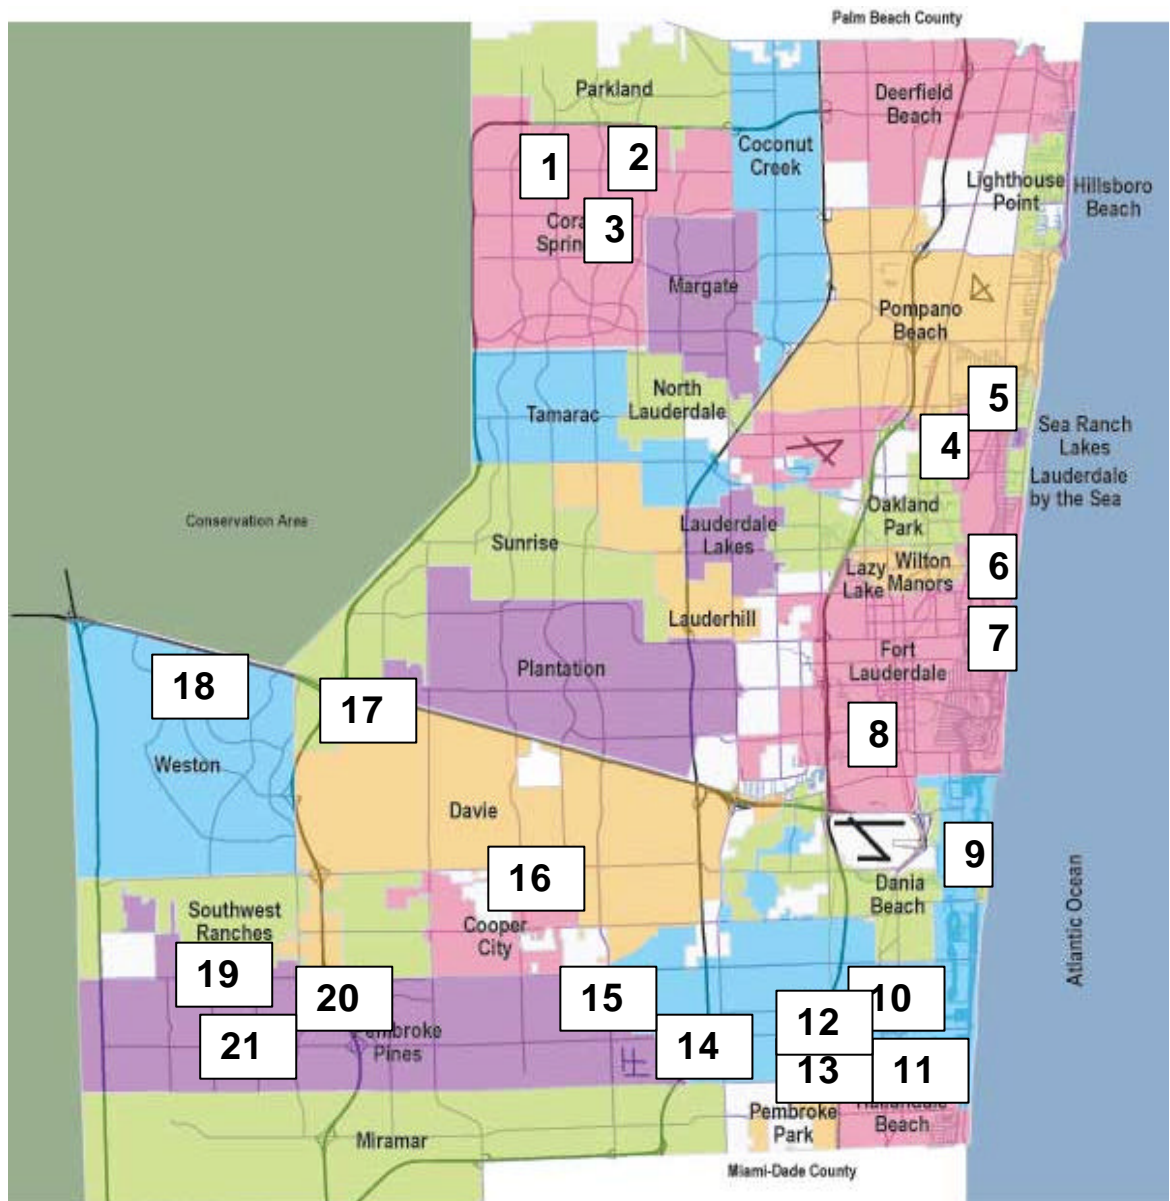 Palm Beach County
Parkland
Deerfield
Beach
1
2
Coconut
Creek
Lighthouse
Point
Hillsboro
Beach
3
Margate
Pompano
Beach
5
North
Lauderdale
Tamarac
4
Sea Ranch
Lakes
Lauderdale
by the Sea
Conservation Area
Oakland
Park
Lauderdale
Lakes
Sunrise
Lazy
Lake
Wilton
Manors
6
Lauderhill
7
Plantation
Fort
Lauderdale
18
17
8
Weston
Davie
9
16
Dania
Beach
Southwest
Ranches
Cooper
City
Atlantic Ocean
19
20
15
10
12
21
Pines
14
13
11
Pembroke
Park
Beach
Miramar
Miami-Dade County